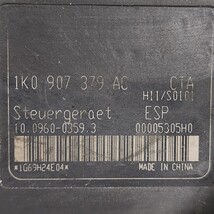 1K0 907 379 AC CTA
H11/S0101
Steuergeraet ESP
10.0960-0359.3 00005305H0
*1G69H24E04* MADE IN CHINA